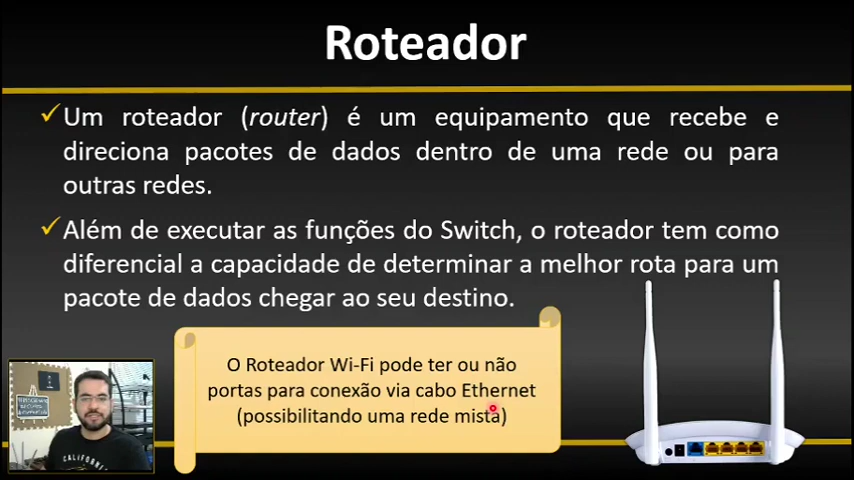 Roteador
Um roteador (router) é um equipamento que recebe e
direciona pacotes de dados dentro de uma rede ou para
outras redes.
Além de executar as funções do Switch, o roteador tem como
diferencial a capacidade de determinar a melhor rota para um
pacote de dados chegar ao seu destino.
O Roteador Wi-Fi pode ter ou não
portas para conexão via cabo Ethernet
(possibilitando uma rede mista)
CALIFORNIA